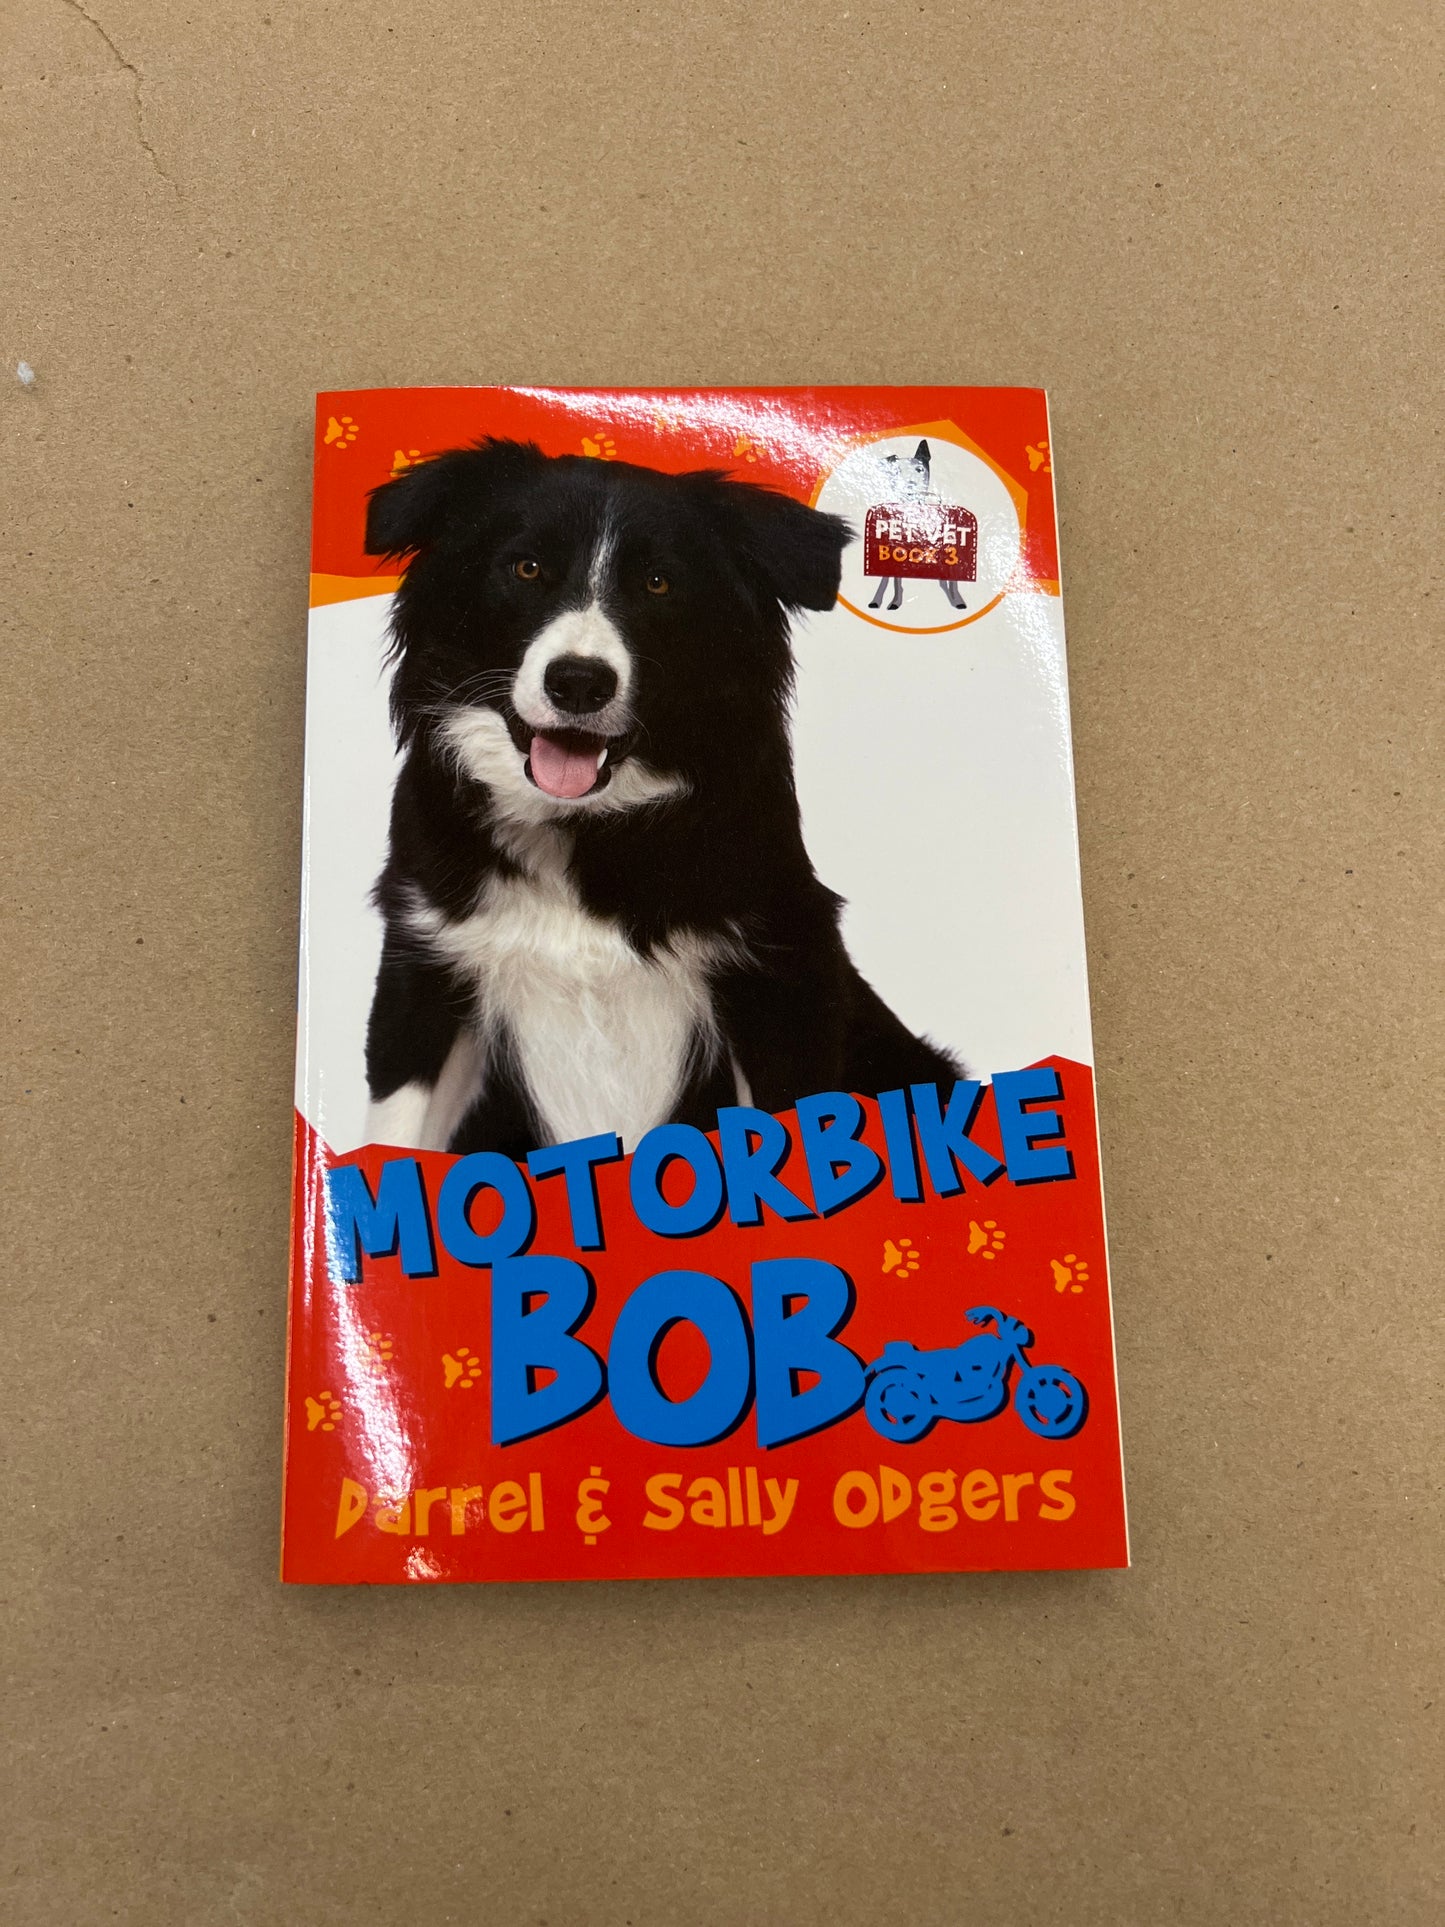 PET VET
BOOK 3
MOTORBIKE
BOB
Darrel & Sally Odgers